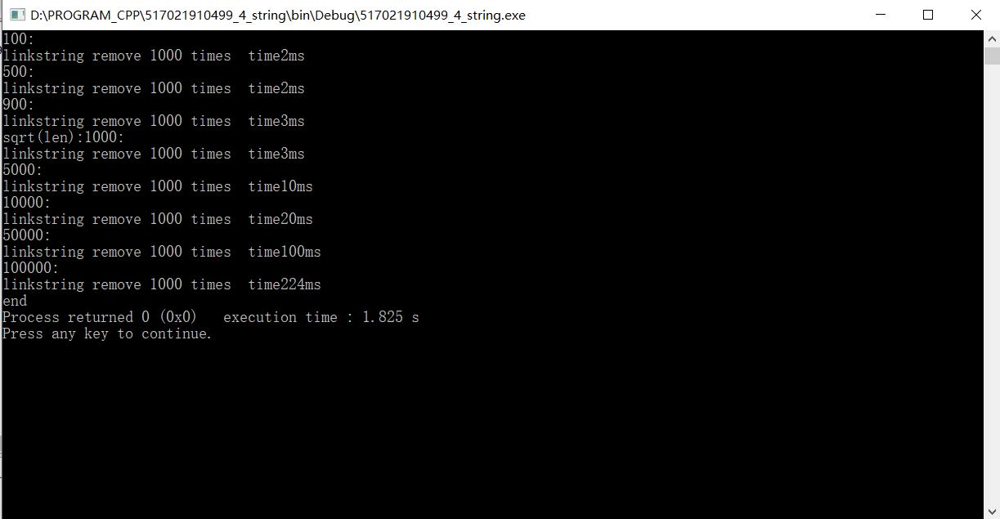 D:\PROGRAM_CPP\517021910499_4_string\bin\Debug\517021910499_4_string.exe
100:
linkstring remove 1000 times  time2ms
500:
linkstring remove 1000 times  time2ms
900:
linkstring remove 1000 times  time3ms
sqrt(len):1000:
linkstring remove 1000 times  time3ms
5000:
linkstring remove 1000 times  time10ms
10000:
linkstring remove 1000 times  time20ms
50000:
linkstring remove 1000 times  time100ms
100000:
linkstring remove 1000 times  time224ms
end
Process returned 0 (0x0)   execution time : 1.825 s
Press any key to continue.